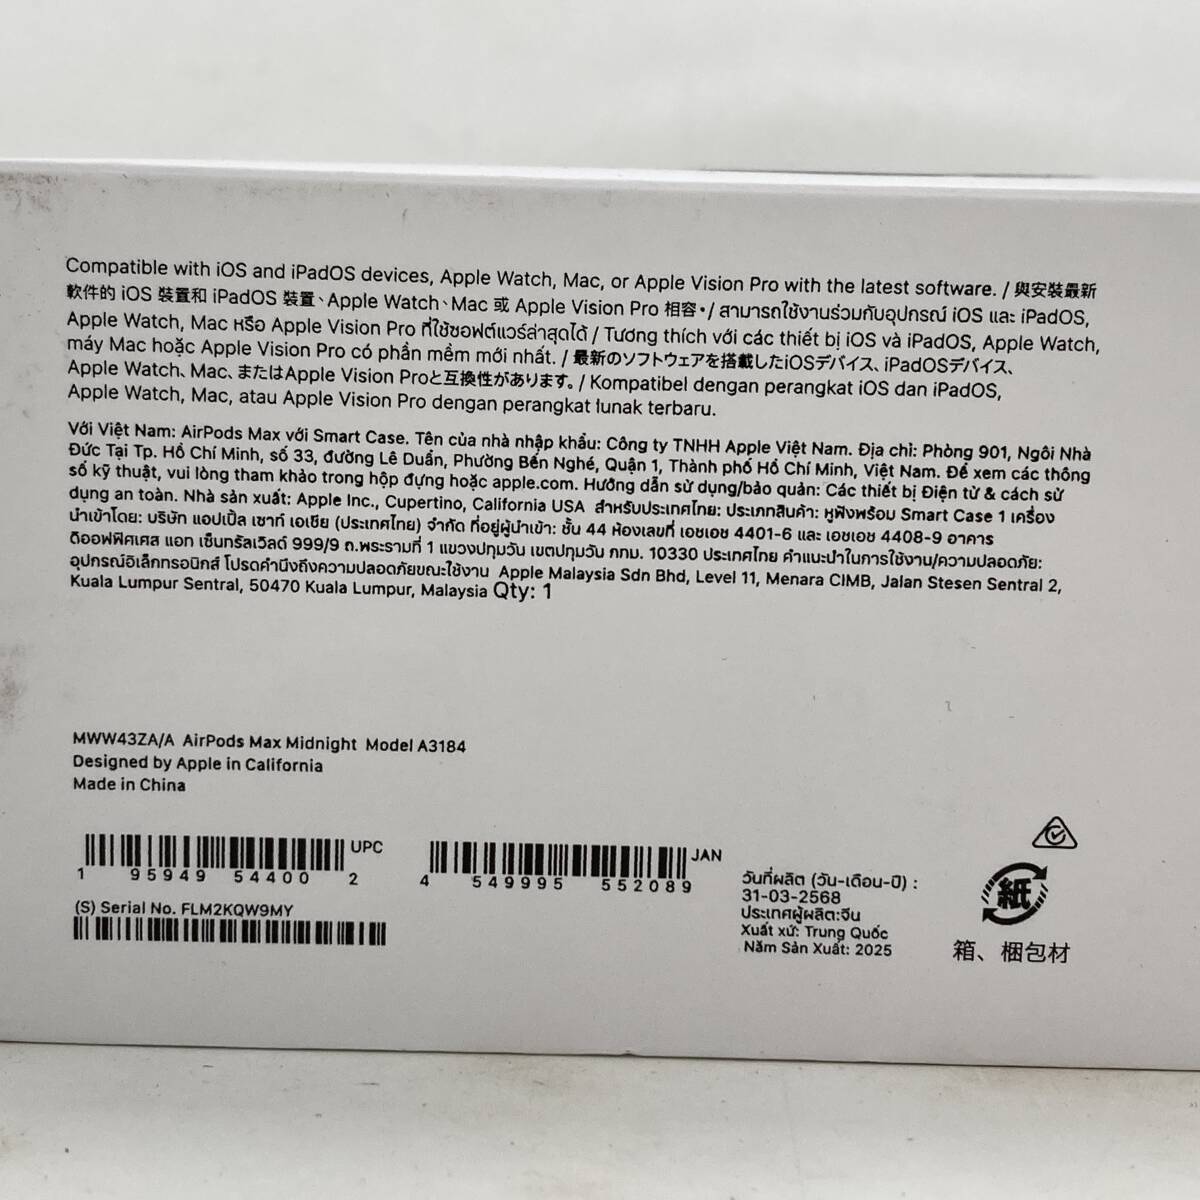 Compatible with iOS and iPadOS devices, Apple Watch, Mac, or Apple Vision Pro with the latest software. / 與安裝最新
軟件的 iOS 裝置和 iPadOS 裝置、Apple Watch、Mac 或 Apple Vision Pro 相容。/ สามารถใช้งานร่วมกับอุปกรณ์ iOS และ iPadOS,
Apple Watch, Mac หรือ Apple Vision Pro ที่ใช้ซอฟต์แวร์ล่าสุดได้ / Tương thích với các thiết bị iOS và iPadOS, Apple Watch,
máy Mac hoặc Apple Vision Pro có phần mềm mới nhất. / 最新のソフトウェアを搭載したiOSデバイス、iPadOSデバイス、
Apple Watch、Mac、またはApple Vision Proと互換性があります。/ Kompatibel dengan perangkat iOS dan iPadOS,
Apple Watch, Mac, atau Apple Vision Pro dengan perangkat lunak terbaru.
Với Việt Nam: AirPods Max với Smart Case. Tên của nhà nhập khẩu: Công ty TNHH Apple Việt Nam. Địa chỉ: Phòng 901, Ngôi Nhà
Đức Tại Tp. Hồ Chí Minh, số 33, đường Lê Duẩn, Phường Bến Nghé, Quận 1, Thành phố Hồ Chí Minh, Việt Nam. Để xem các thông
số kỹ thuật, vui lòng tham khảo trong hộp đựng hoặc apple.com. Hướng dẫn sử dụng/bảo quản: Các thiết bị Điện tử & cách sử
dụng an toàn. Nhà sản xuất: Apple Inc., Cupertino, California USA สำหรับประเทศไทย: ประเภทสินค้า: หูฟังพร้อม Smart Case 1 เครื่อง
นำเข้าโดย: บริษัท แอปเปิ้ล เซาท์ เอเชีย (ประเทศไทย) จำกัด ที่อยู่ผู้นำเข้า: ชั้น 44 ห้องเลขที่ เอชเอช 4401-6 และ เอชเอช 4408-9 อาคาร
ดิออฟฟิศเศส แอท เซ็นทรัลเวิลด์ 999/9 ถ.พระรามที่ 1 แขวงปทุมวัน เขตปทุมวัน กทม. 10330 ประเทศไทย คำแนะนำในการใช้งาน/ความปลอดภัย:
อุปกรณ์อิเล็กทรอนิกส์ โปรดคำนึงถึงความปลอดภัยขณะใช้งาน Apple Malaysia Sdn Bhd, Level 11, Menara CIMB, Jalan Stesen Sentral 2,
Kuala Lumpur Sentral, 50470 Kuala Lumpur, Malaysia Qty: 1
MWW43ZA/A AirPods Max Midnight Model A3184
Designed by Apple in California
Made in China
UPC
1 95949 54400 2
JAN
4 549995 552089
(S) Serial No. FLM2KQW9MY
วันที่ผลิต (วัน-เดือน-ปี) :
31-03-2568
ประเทศผู้ผลิต:จีน
Xuất xứ: Trung Quốc
Năm Sản Xuất: 2025
紙
箱、梱包材